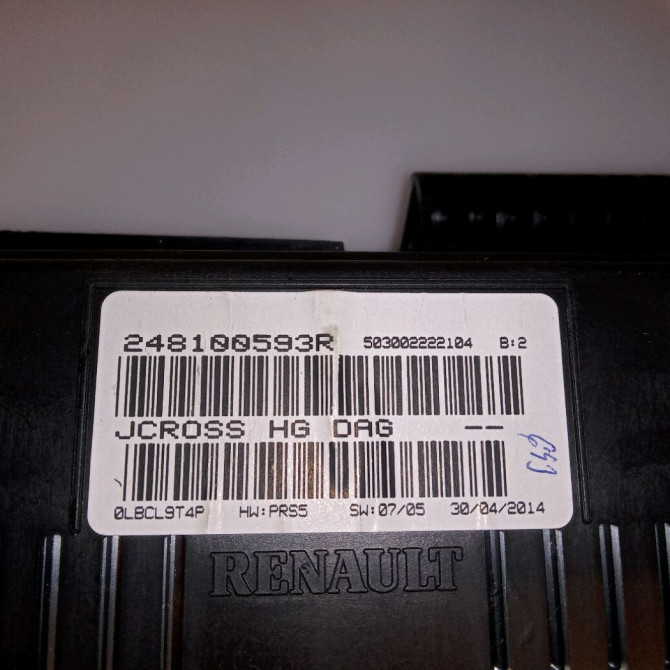 248100593R 503002222104 B:2
JCROSS HG DAG --
0LBCL9T4P HW:PRS5 SW:07/05 30/04/2014
RENAULT